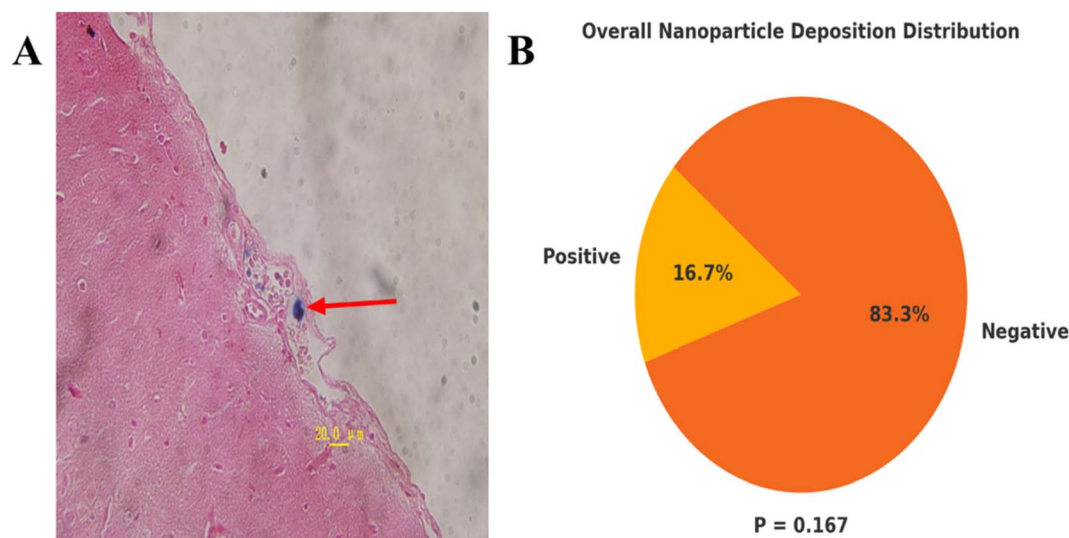 A
20.0 μm
B
Overall Nanoparticle Deposition Distribution
Positive
16.7%
83.3%
Negative
P = 0.167